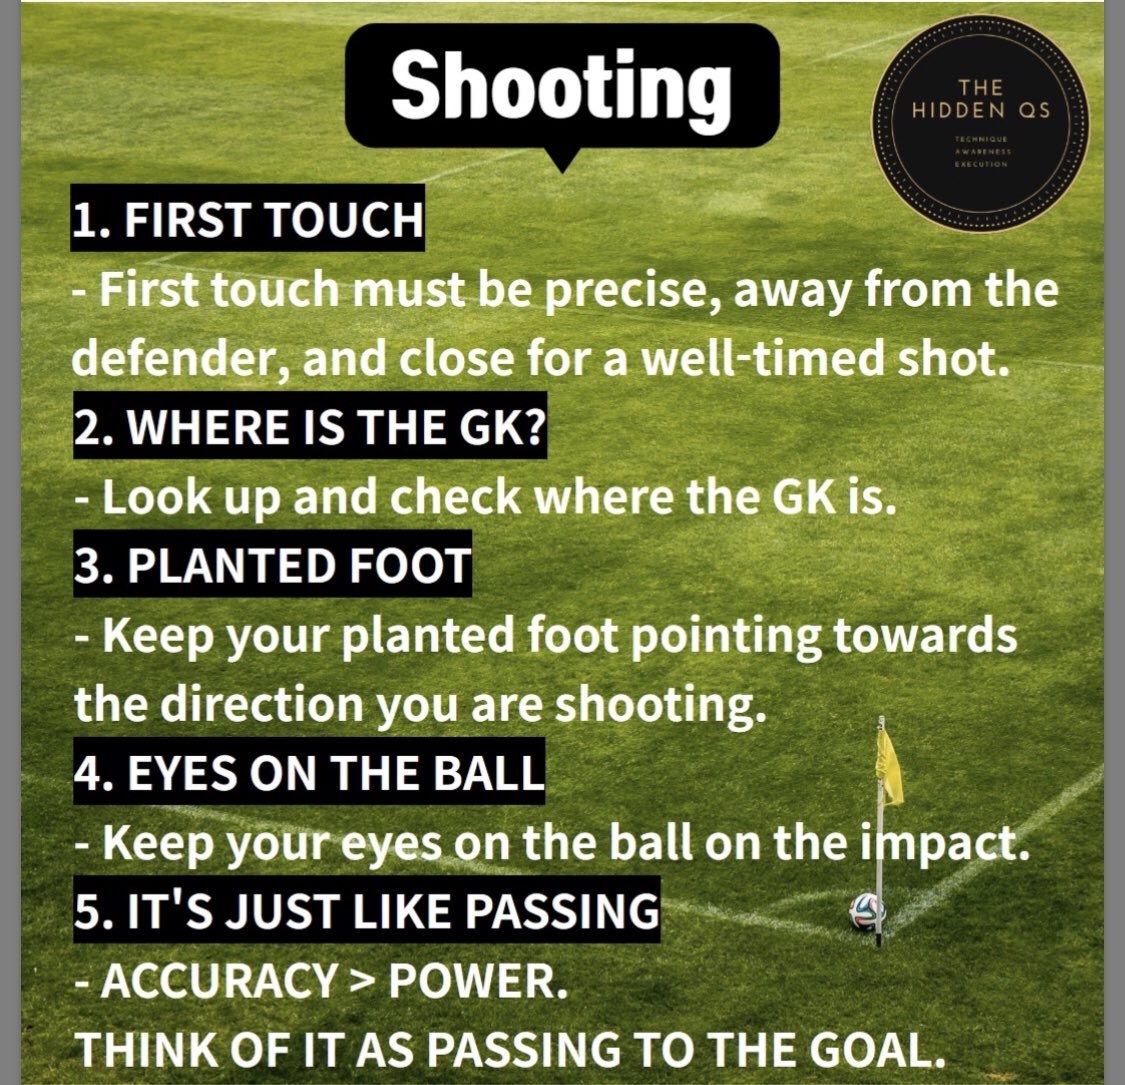 Shooting
THE
HIDDEN QS
TECHNIQUE
AWARENESS
EXECUTION
1. FIRST TOUCH
- First touch must be precise, away from the
defender, and close for a well-timed shot.
2. WHERE IS THE GK?
- Look up and check where the GK is.
3. PLANTED FOOT
- Keep your planted foot pointing towards
the direction you are shooting.
4. EYES ON THE BALL
- Keep your eyes on the ball on the impact.
5. IT'S JUST LIKE PASSING
- ACCURACY > POWER.
THINK OF IT AS PASSING TO THE GOAL.